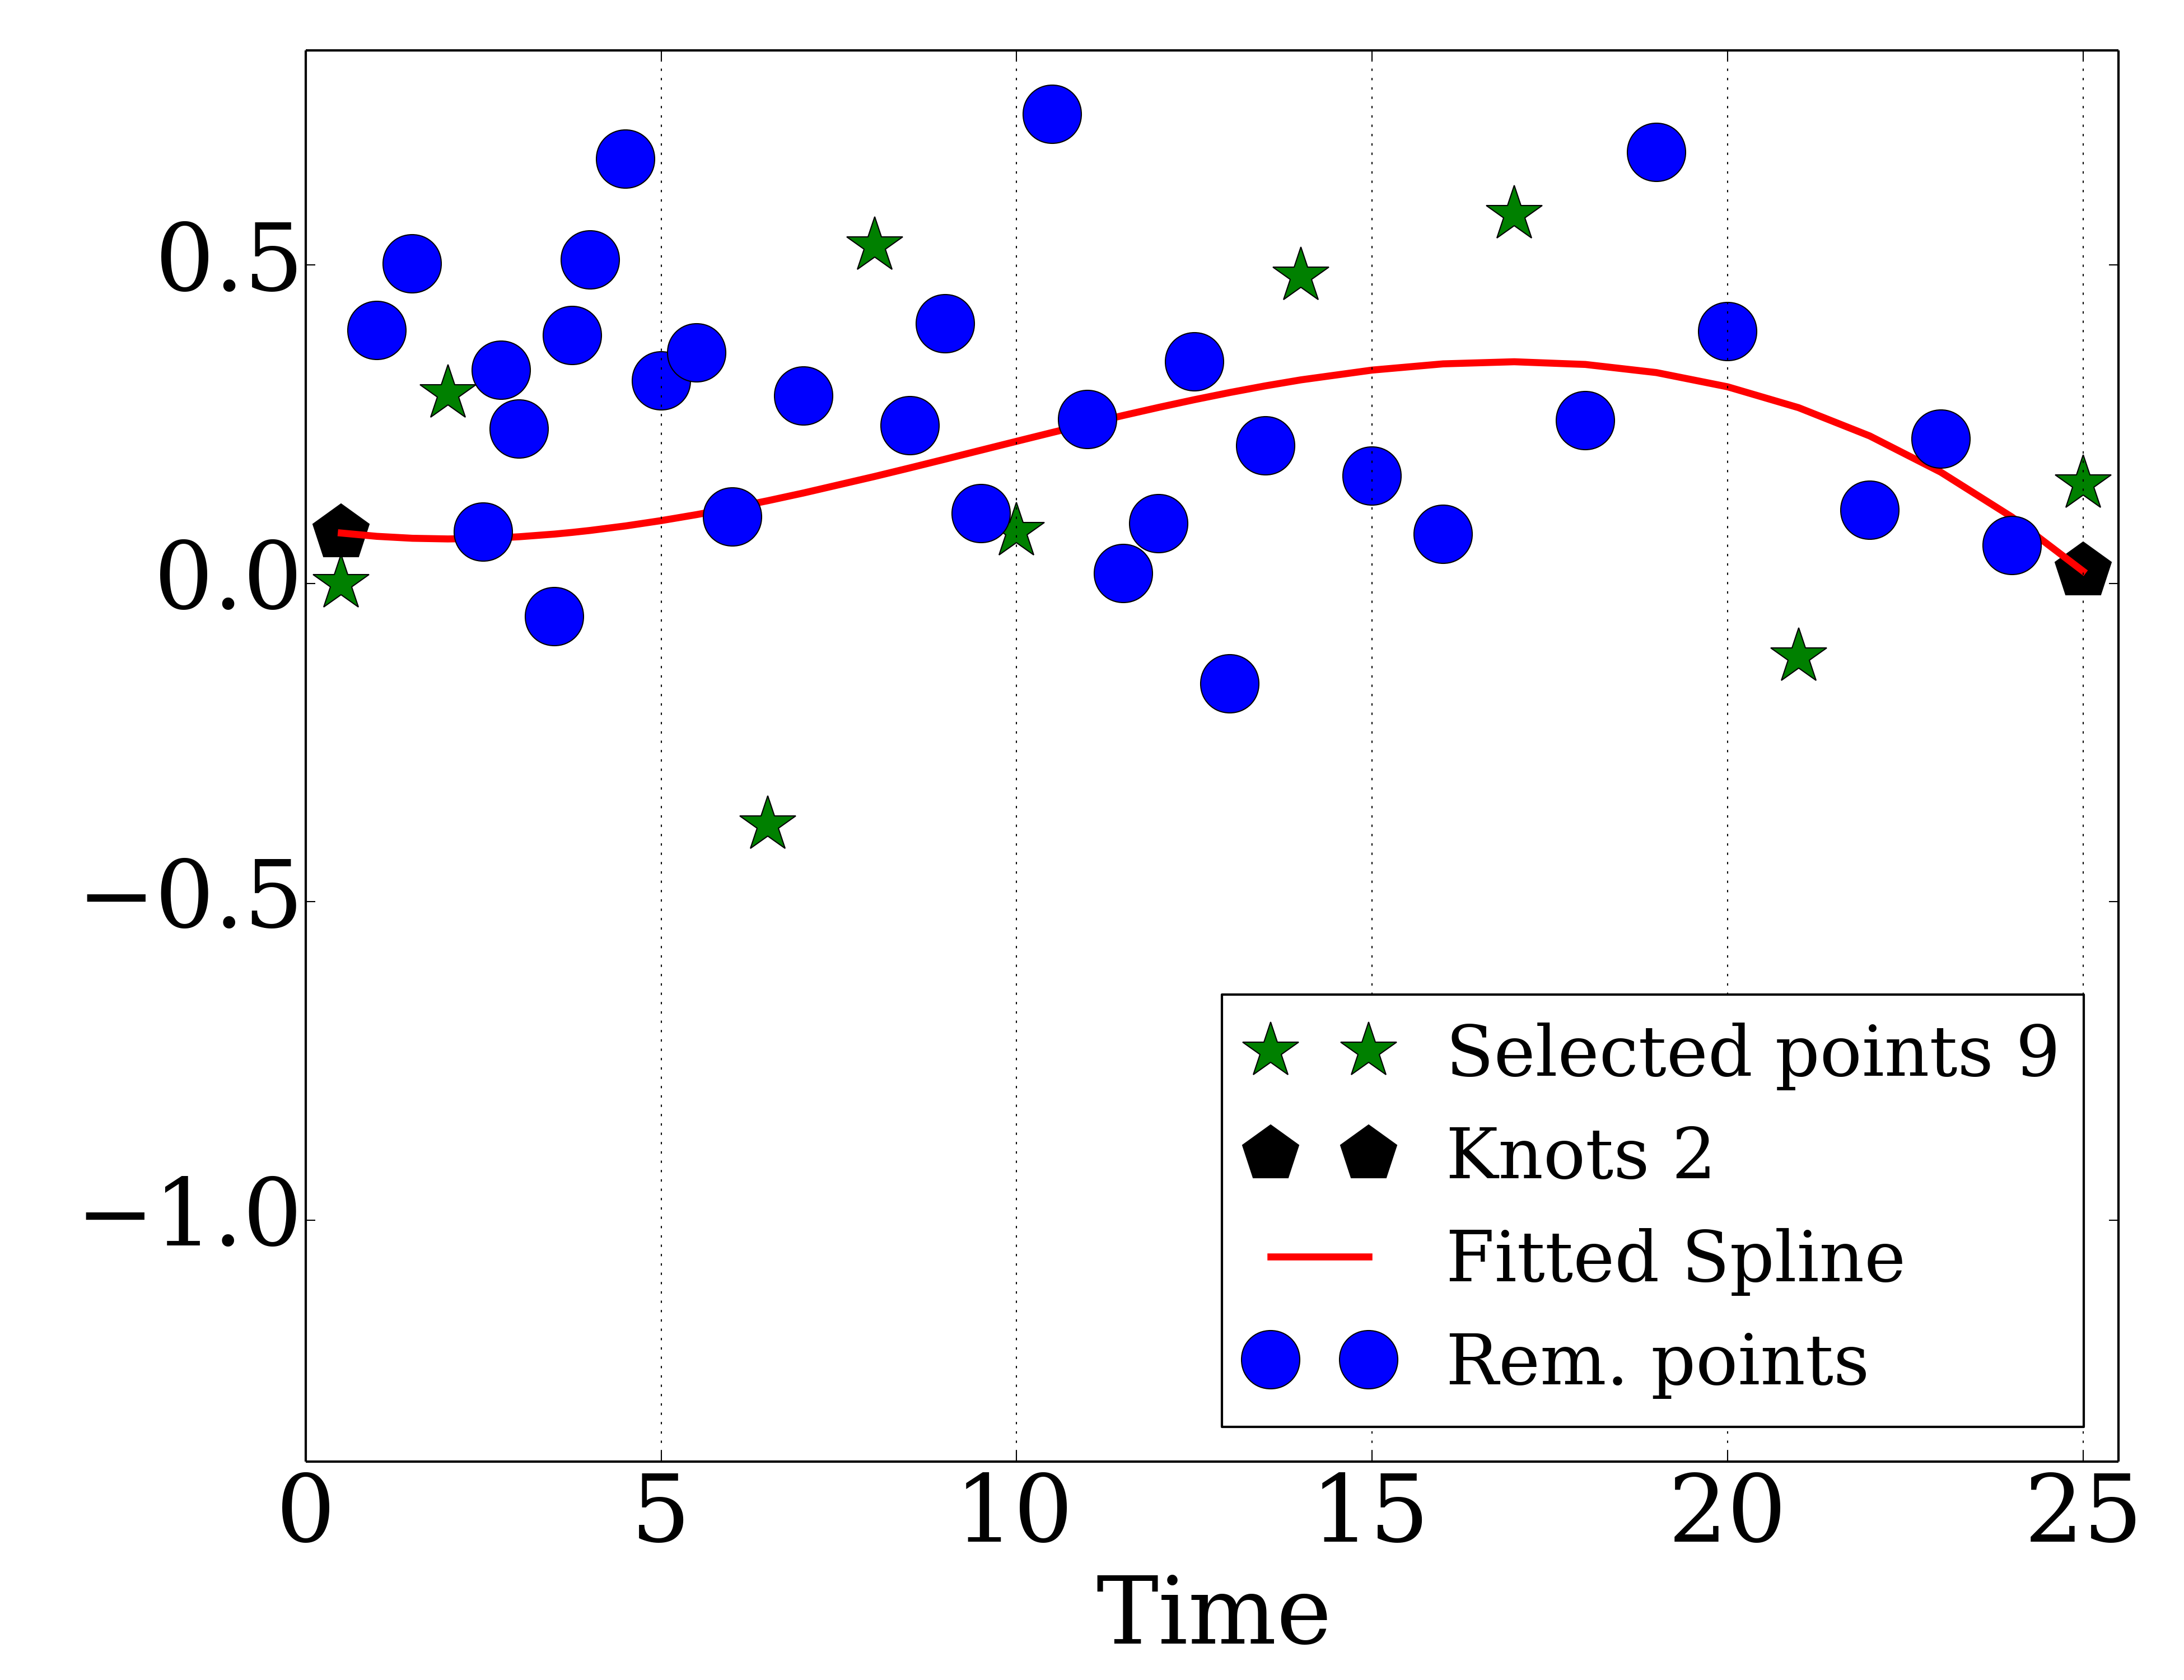 0.5
0.0
−0.5
−1.0
Selected points 9
Knots 2
Fitted Spline
Rem. points
0 5 10 15 20 25
Time